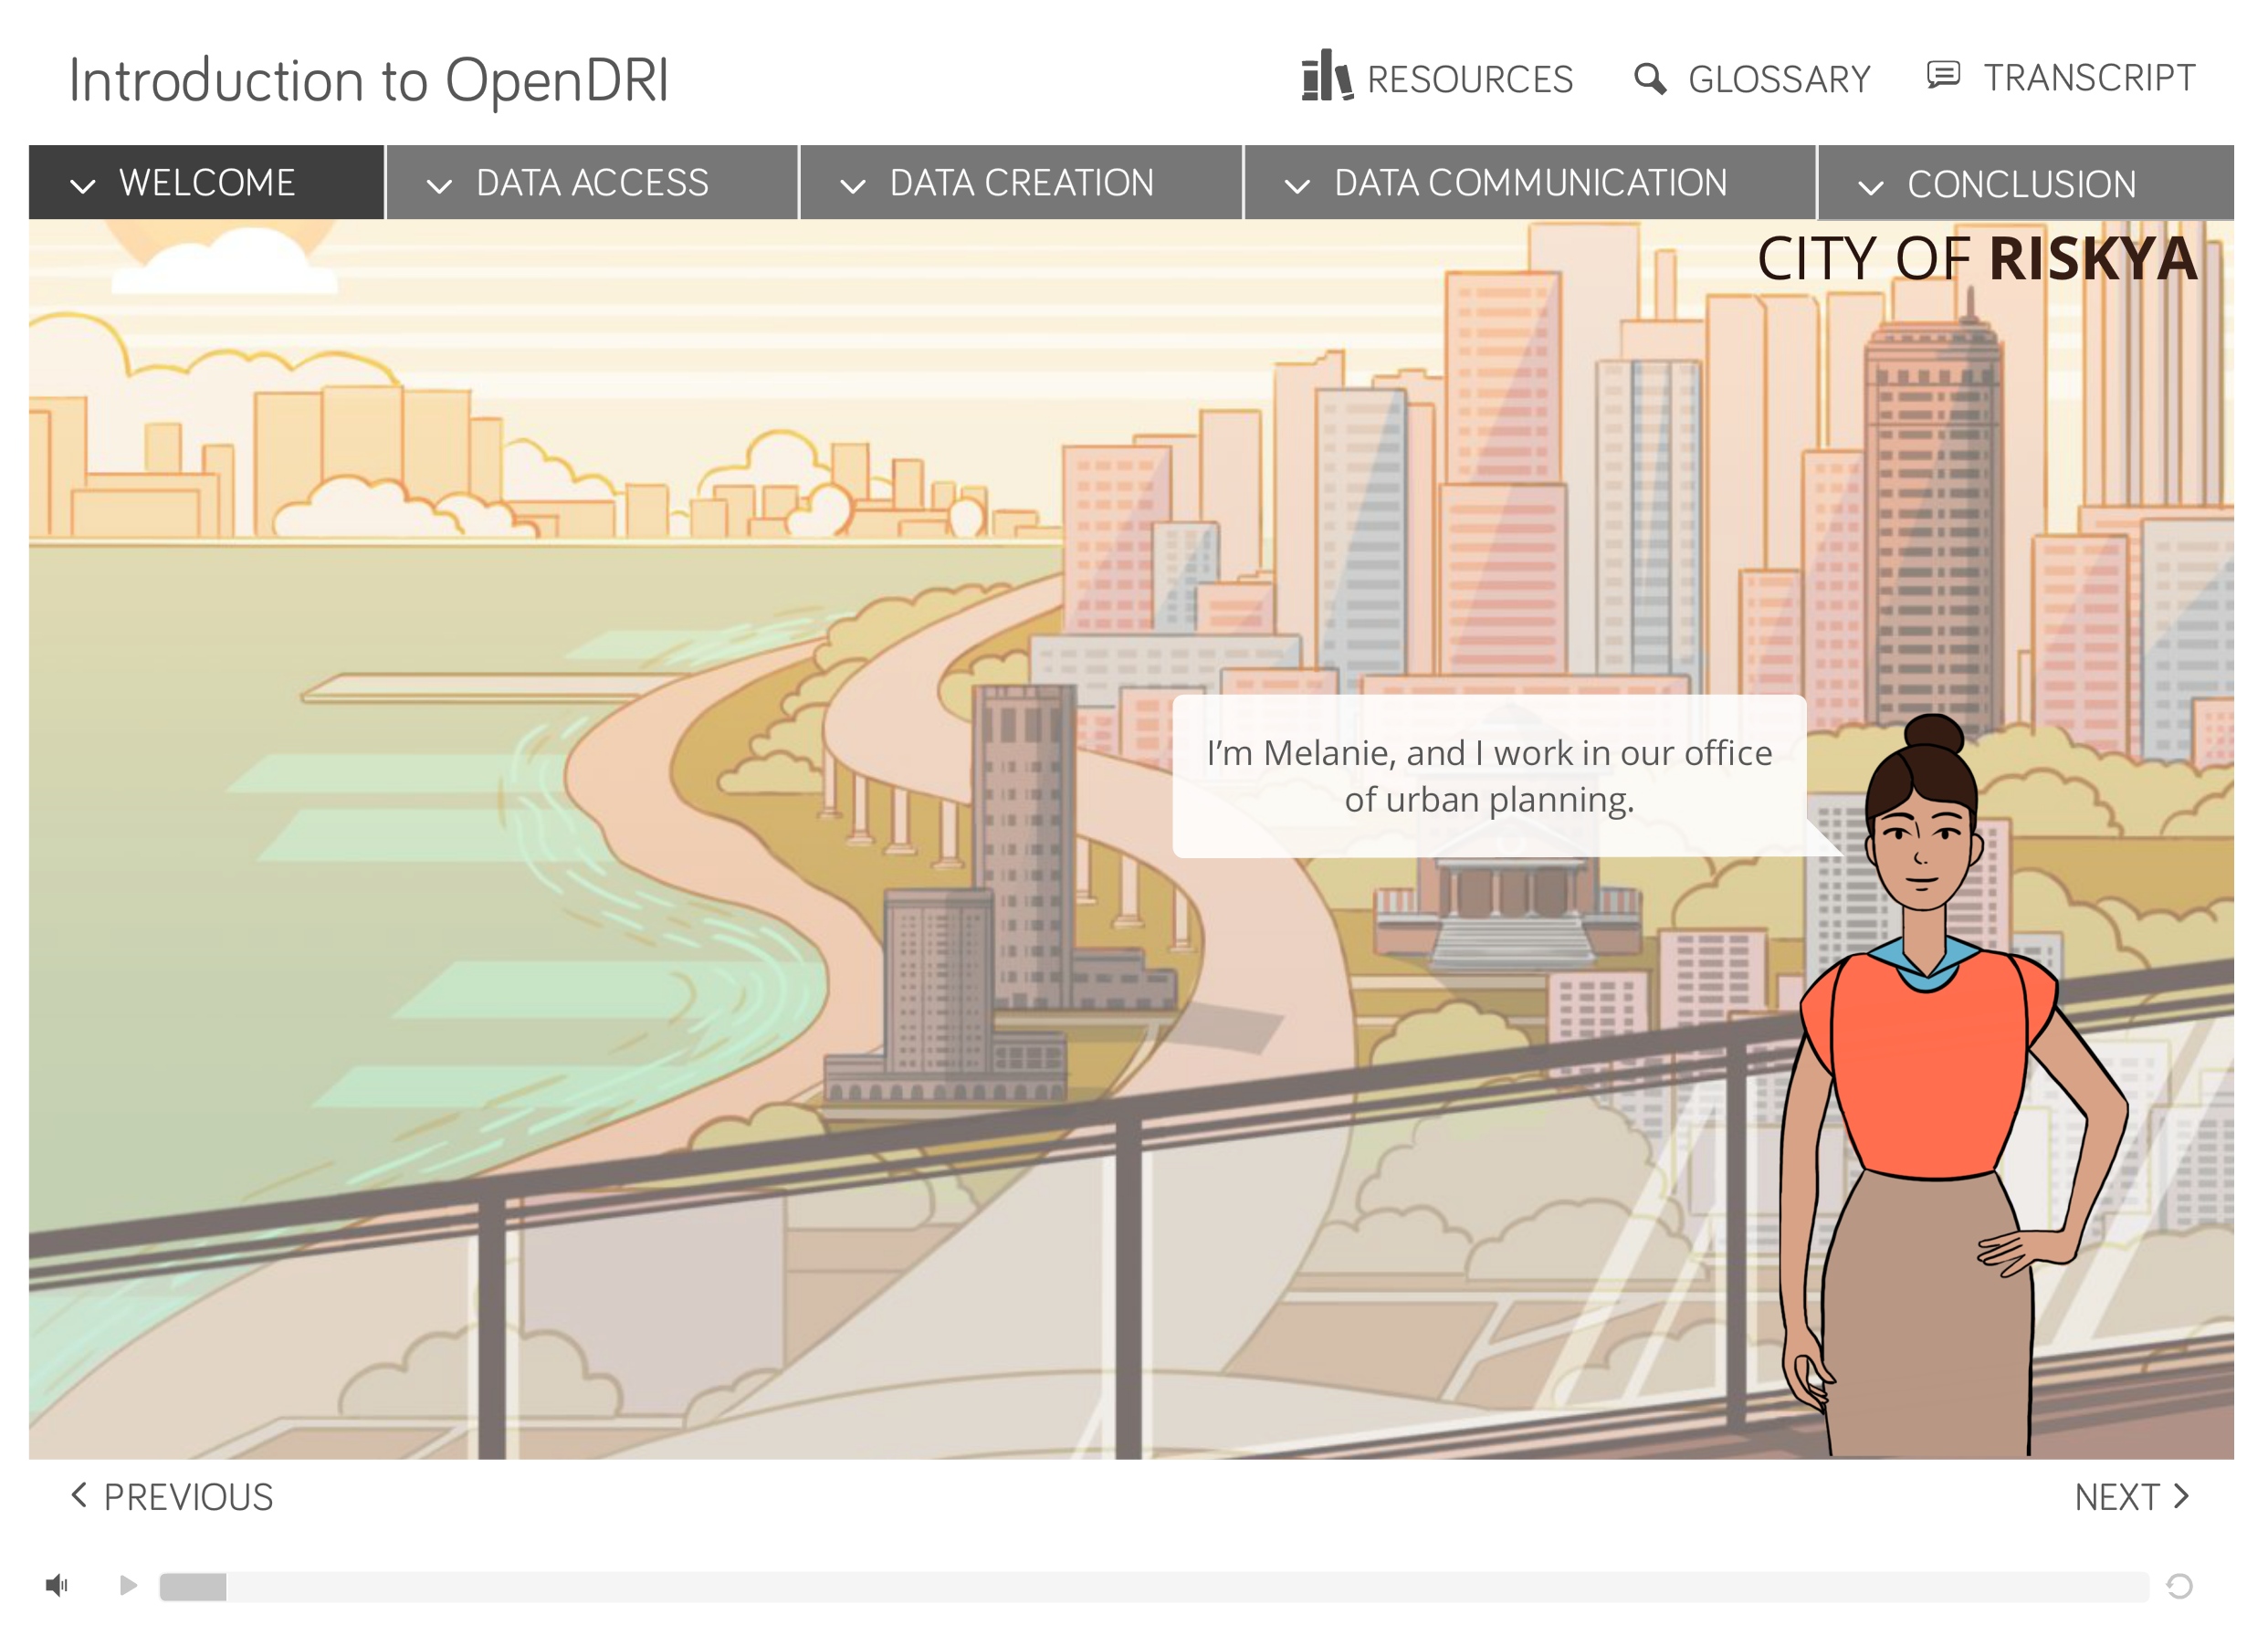 Introduction to OpenDRI
RESOURCES
GLOSSARY
TRANSCRIPT
WELCOME
DATA ACCESS
DATA CREATION
DATA COMMUNICATION
CONCLUSION
CITY OF RISKYA
I’m Melanie, and I work in our office
of urban planning.
PREVIOUS
NEXT